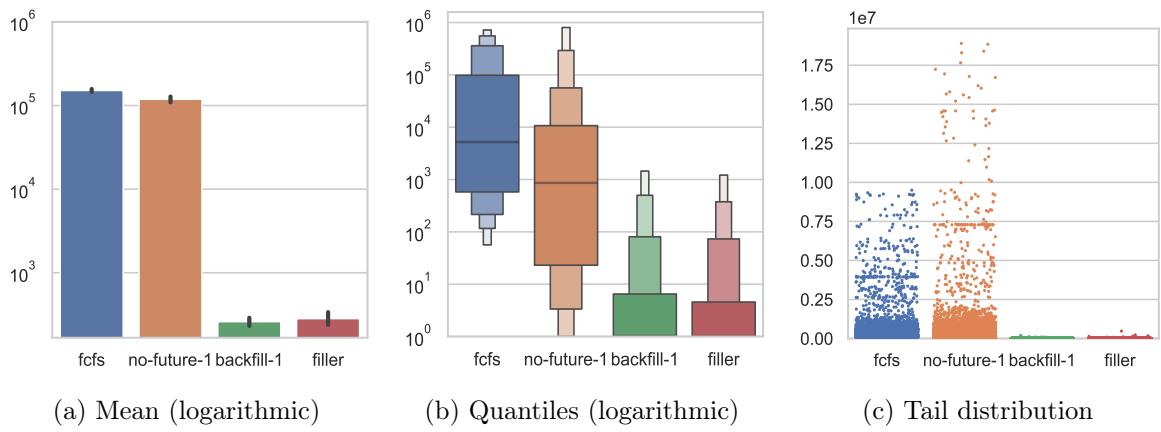 10^6
10^5
10^4
10^3
fcfs no-future-1 backfill-1 filler
(a) Mean (logarithmic)
10^6
10^5
10^4
10^3
10^2
10^1
10^0
fcfs no-future-1 backfill-1 filler
(b) Quantiles (logarithmic)
1e7
1.75
1.50
1.25
1.00
0.75
0.50
0.25
0.00
fcfs no-future-1 backfill-1 filler
(c) Tail distribution